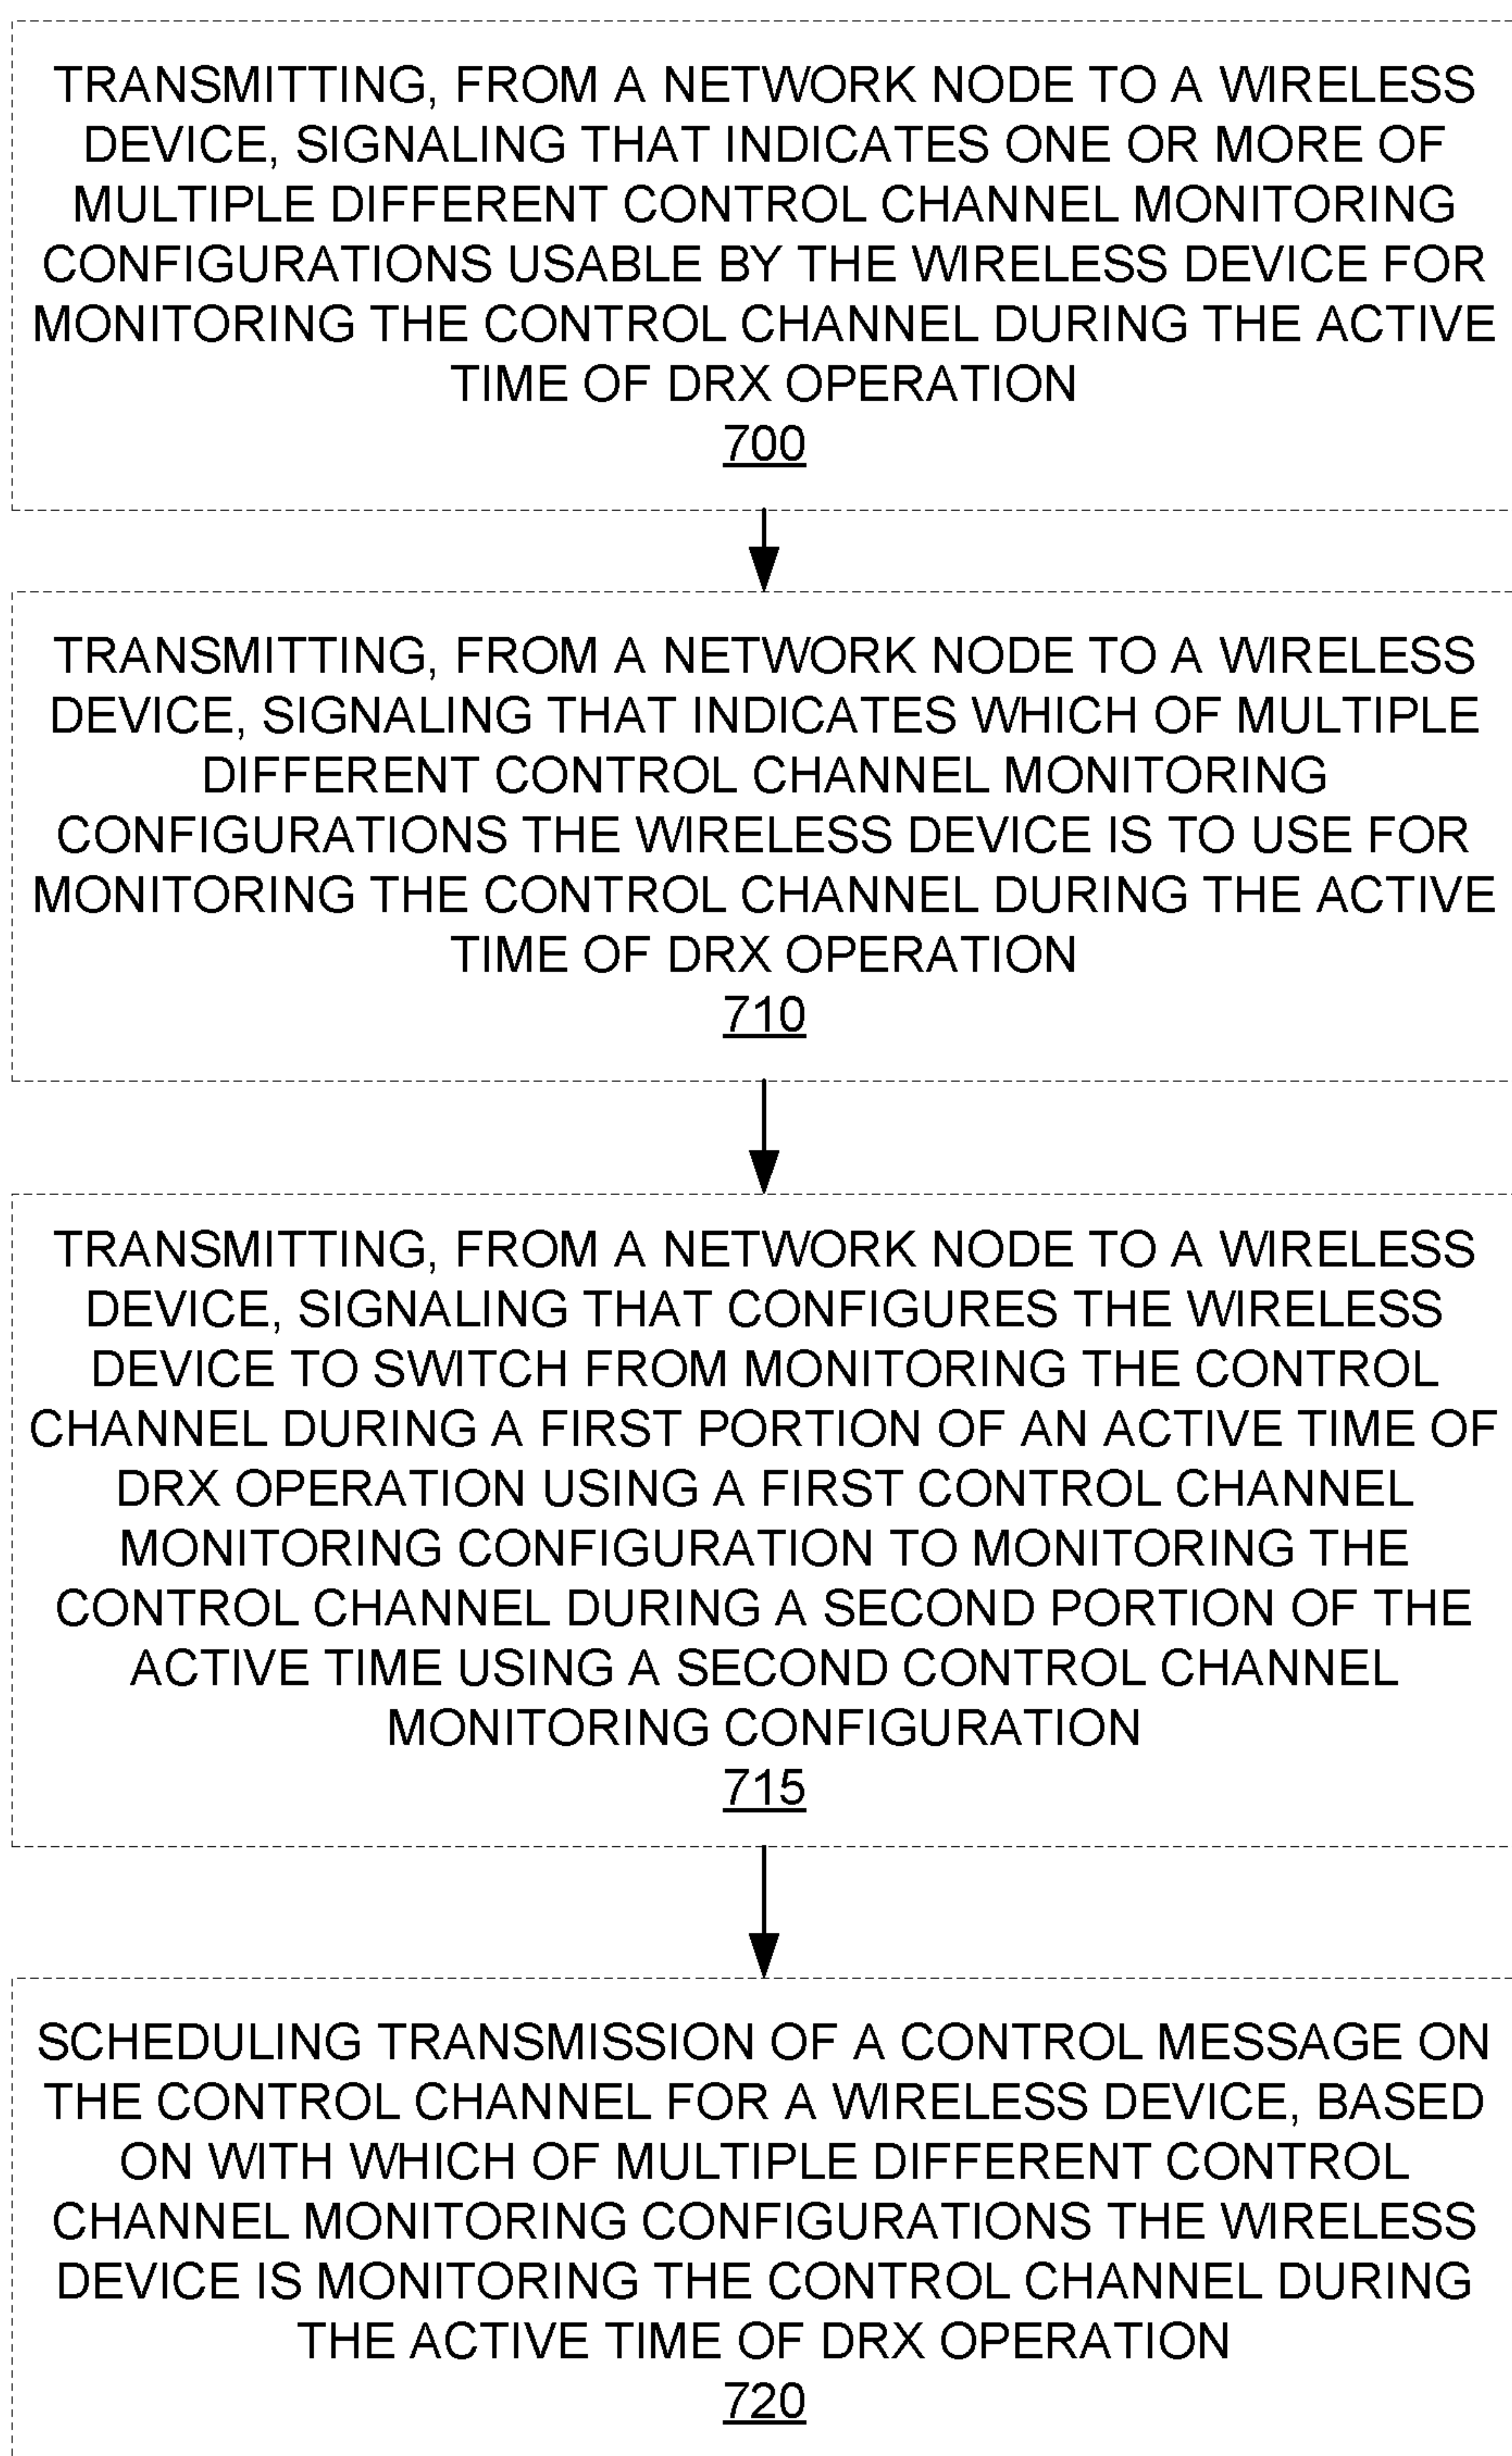 TRANSMITTING, FROM A NETWORK NODE TO A WIRELESS
DEVICE, SIGNALING THAT INDICATES ONE OR MORE OF
MULTIPLE DIFFERENT CONTROL CHANNEL MONITORING
CONFIGURATIONS USABLE BY THE WIRELESS DEVICE FOR
MONITORING THE CONTROL CHANNEL DURING THE ACTIVE
TIME OF DRX OPERATION
700
TRANSMITTING, FROM A NETWORK NODE TO A WIRELESS
DEVICE, SIGNALING THAT INDICATES WHICH OF MULTIPLE
DIFFERENT CONTROL CHANNEL MONITORING
CONFIGURATIONS THE WIRELESS DEVICE IS TO USE FOR
MONITORING THE CONTROL CHANNEL DURING THE ACTIVE
TIME OF DRX OPERATION
710
TRANSMITTING, FROM A NETWORK NODE TO A WIRELESS
DEVICE, SIGNALING THAT CONFIGURES THE WIRELESS
DEVICE TO SWITCH FROM MONITORING THE CONTROL
CHANNEL DURING A FIRST PORTION OF AN ACTIVE TIME OF
DRX OPERATION USING A FIRST CONTROL CHANNEL
MONITORING CONFIGURATION TO MONITORING THE
CONTROL CHANNEL DURING A SECOND PORTION OF THE
ACTIVE TIME USING A SECOND CONTROL CHANNEL
MONITORING CONFIGURATION
715
SCHEDULING TRANSMISSION OF A CONTROL MESSAGE ON
THE CONTROL CHANNEL FOR A WIRELESS DEVICE, BASED
ON WITH WHICH OF MULTIPLE DIFFERENT CONTROL
CHANNEL MONITORING CONFIGURATIONS THE WIRELESS
DEVICE IS MONITORING THE CONTROL CHANNEL DURING
THE ACTIVE TIME OF DRX OPERATION
720